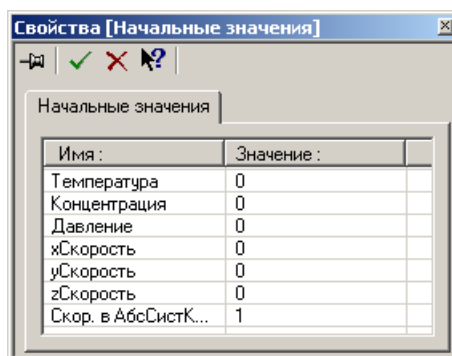 Свойства [Начальные значения]
Начальные значения
Имя : Значение :
Температура 0
Концентрация 0
Давление 0
xСкорость 0
yСкорость 0
zСкорость 0
Скор. в АбсСистК... 1